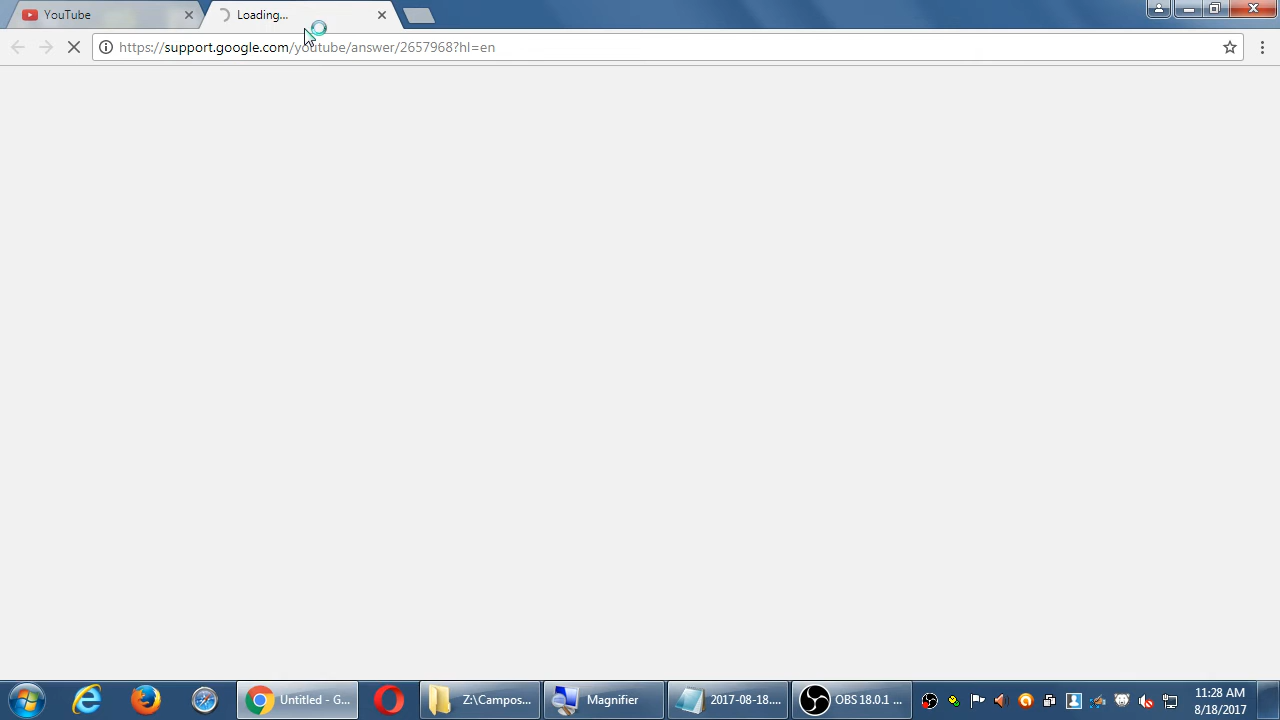 YouTube
Loading...
https://support.google.com/youtube/answer/2657968?hl=en
Untitled - G...
Z:\Campos...
Magnifier
2017-08-18....
OBS 18.0.1 ...
11:28 AM
8/18/2017